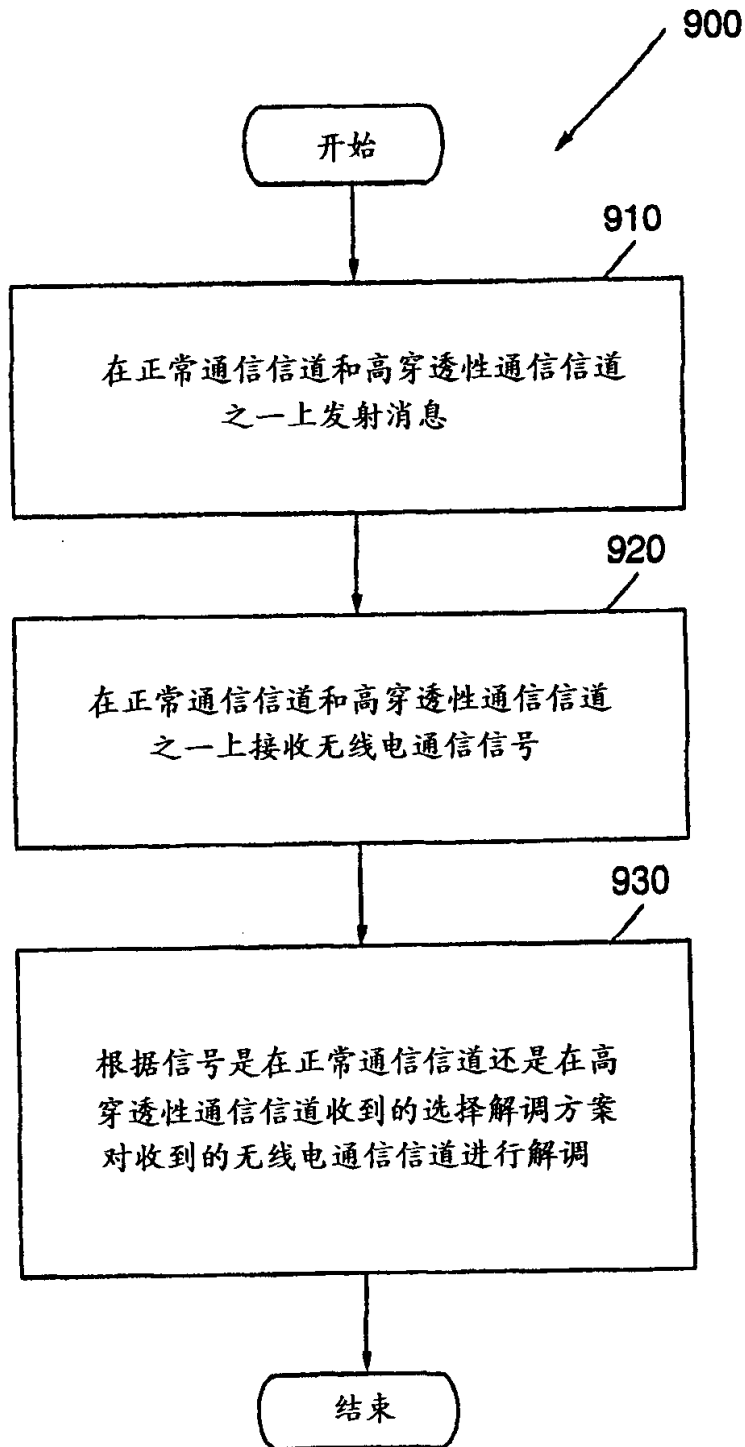 900
开始
910
在正常通信信道和高穿透性通信信道
之一上发射消息
920
在正常通信信道和高穿透性通信信道
之一上接收无线电通信信号
930
根据信号是在正常通信信道还是在高
穿透性通信信道收到的选择解调方案
对收到的无线电通信信道进行解调
结束